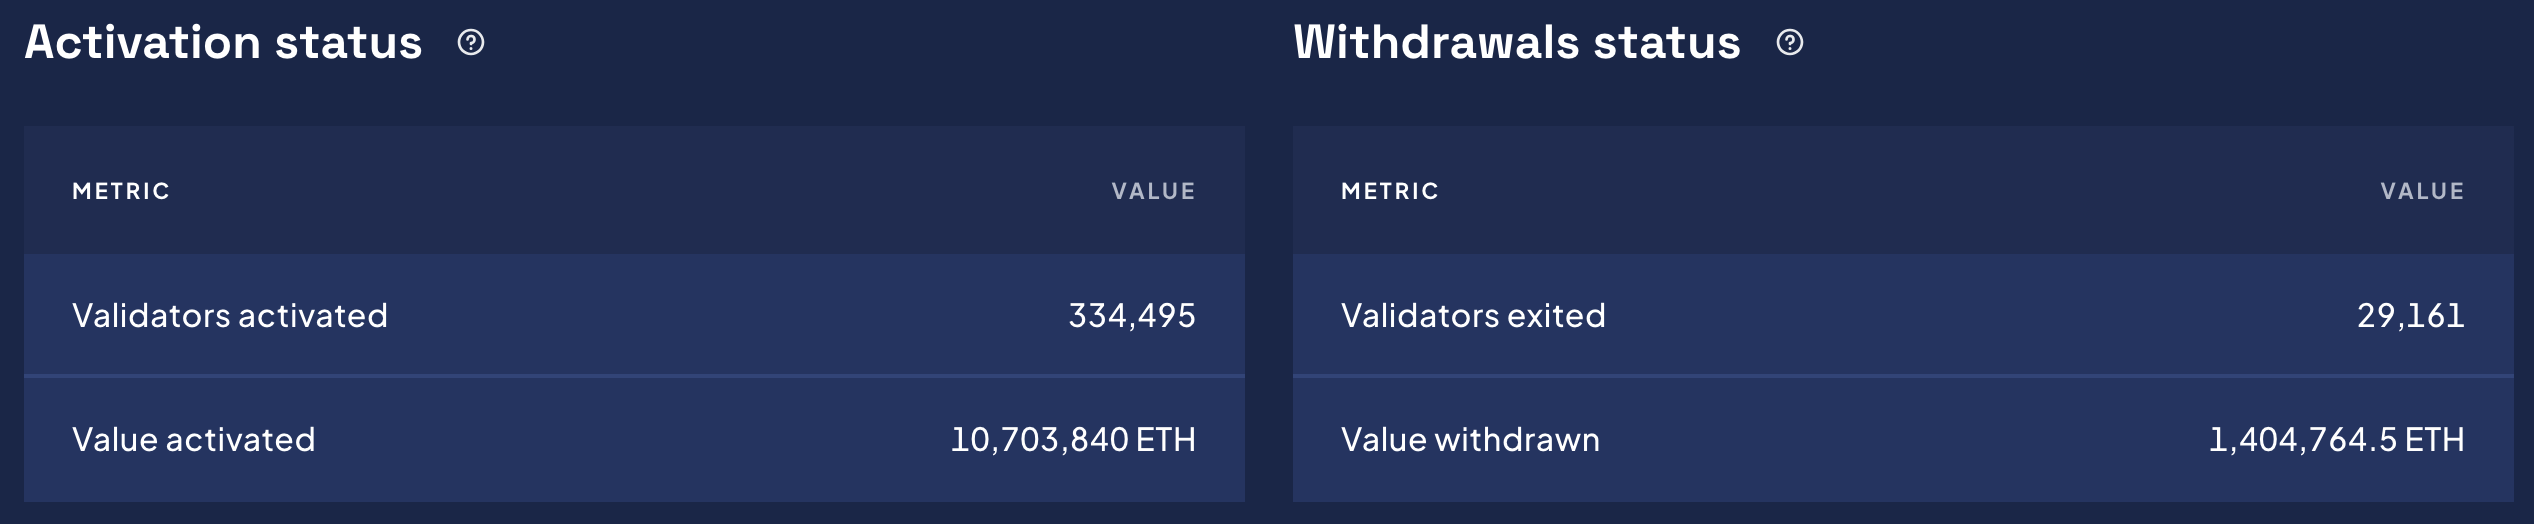 Activation status
METRIC VALUE
Validators activated 334,495
Value activated 10,703,840 ETH
Withdrawals status
METRIC VALUE
Validators exited 29,161
Value withdrawn 1,404,764.5 ETH